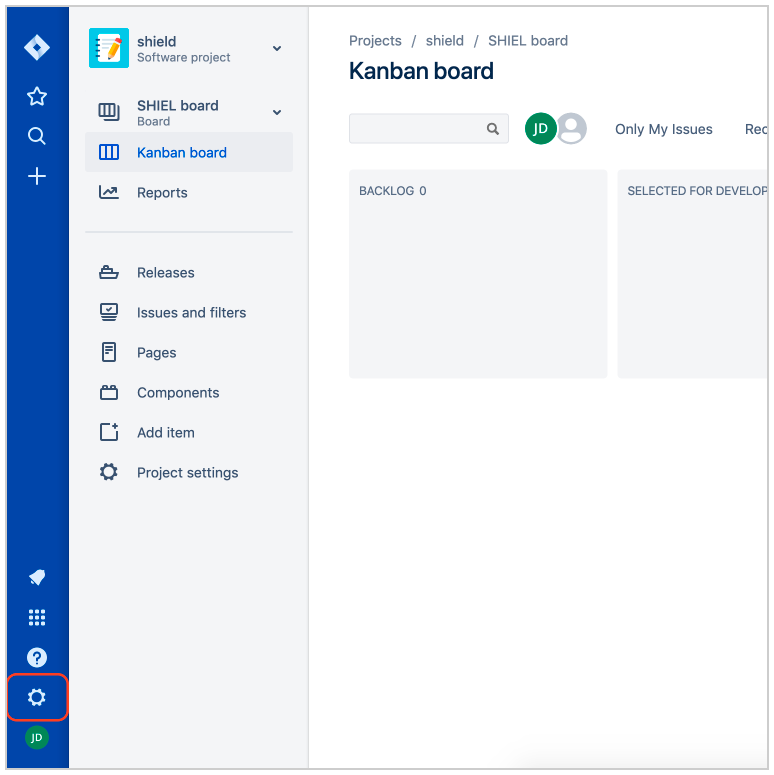 shield
Software project
SHIEL board
Board
Kanban board
Reports
Releases
Issues and filters
Pages
Components
Add item
Project settings
JD
Projects / shield / SHIEL board
Kanban board
JD Only My Issues Rec
BACKLOG 0
SELECTED FOR DEVELOP